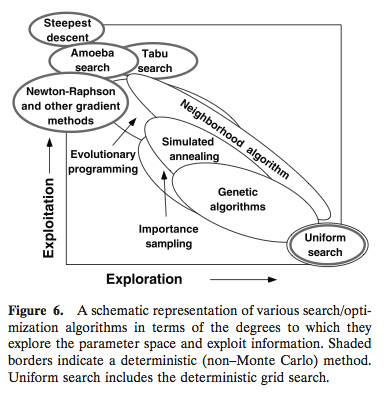 Steepest
descent
Amoeba
search
Tabu
search
Newton-Raphson
and other gradient
methods
Neighborhood algorithm
Evolutionary
programming
Simulated
annealing
Genetic
algorithms
Importance
sampling
Uniform
search
Exploitation
Exploration
Figure 6. A schematic representation of various search/opti-
mization algorithms in terms of the degrees to which they
explore the parameter space and exploit information. Shaded
borders indicate a deterministic (non–Monte Carlo) method.
Uniform search includes the deterministic grid search.